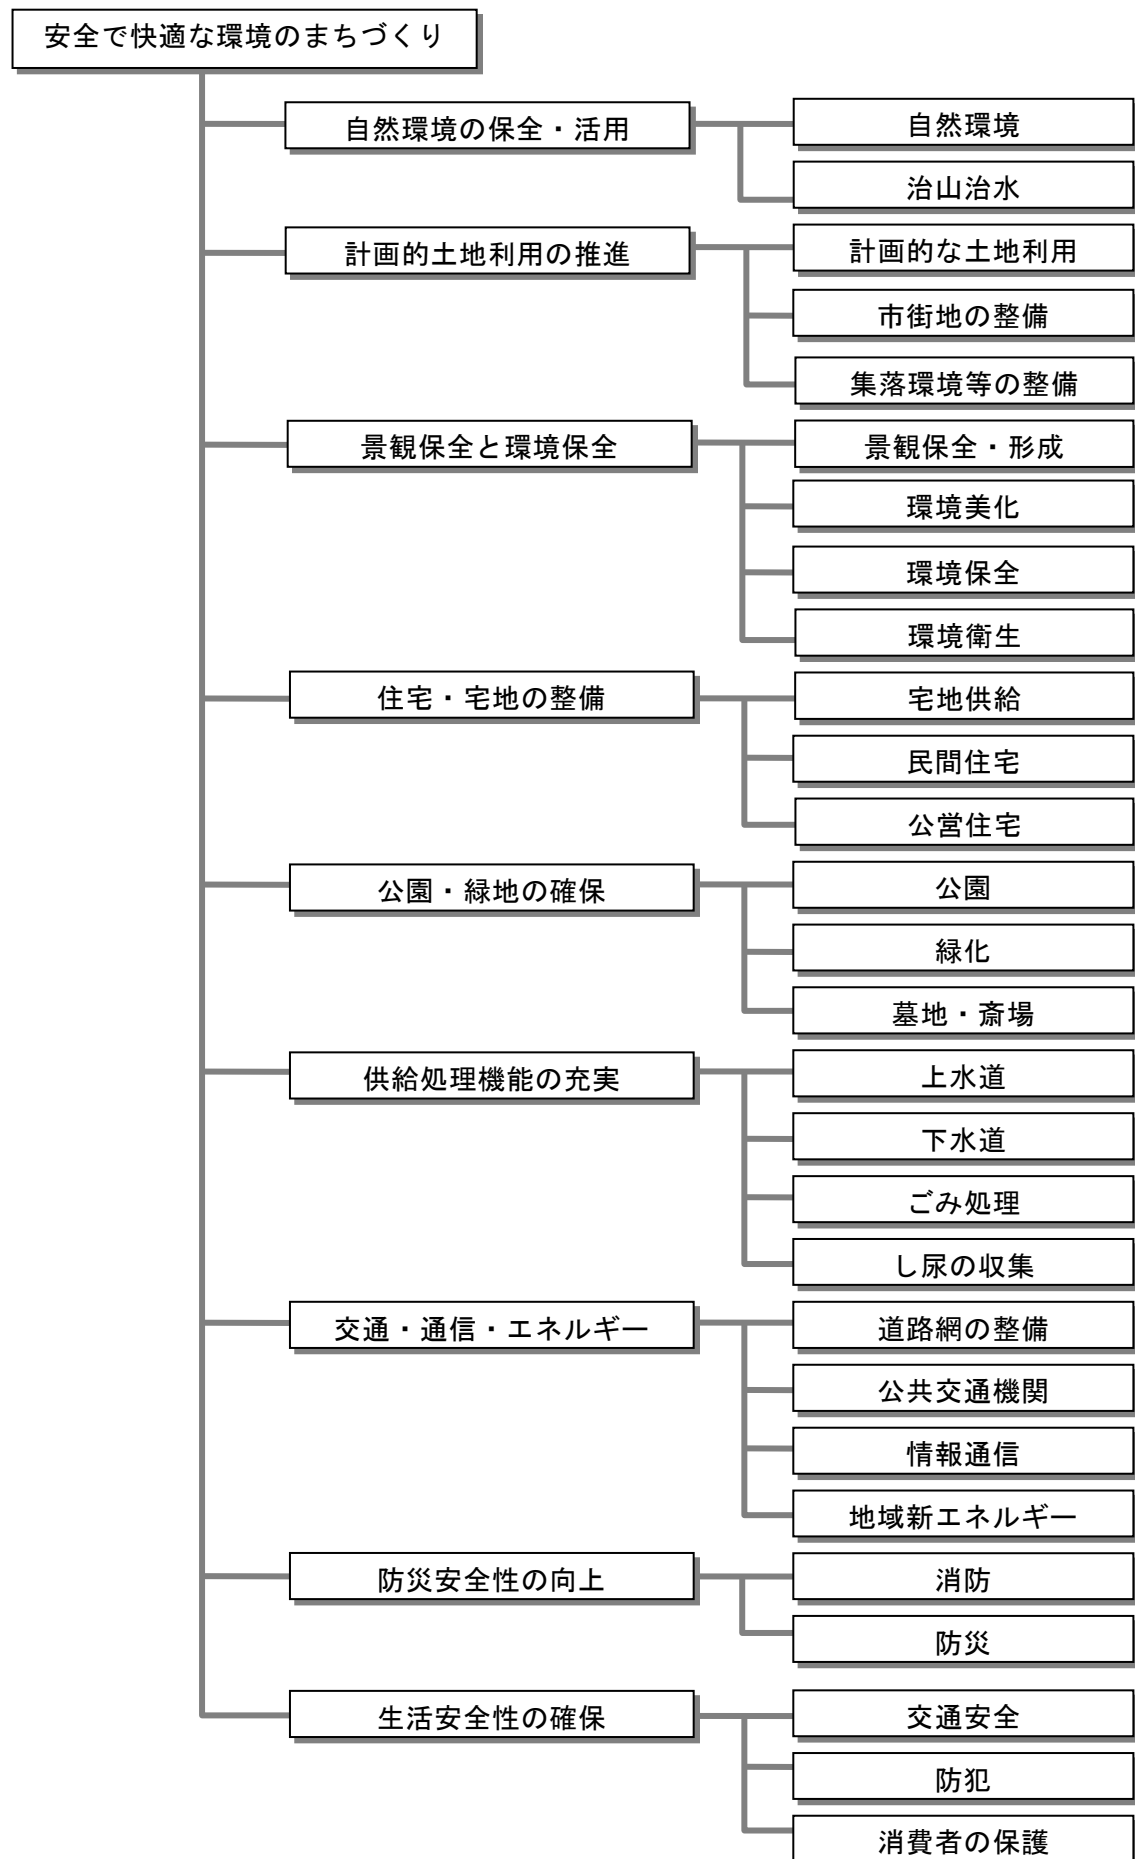 安全で快適な環境のまちづくり
自然環境の保全・活用
自然環境
治山治水
計画的土地利用の推進
計画的な土地利用
市街地の整備
集落環境等の整備
景観保全と環境保全
景観保全・形成
環境美化
環境保全
環境衛生
住宅・宅地の整備
宅地供給
民間住宅
公営住宅
公園・緑地の確保
公園
緑化
墓地・斎場
供給処理機能の充実
上水道
下水道
ごみ処理
し尿の収集
交通・通信・エネルギー
道路網の整備
公共交通機関
情報通信
地域新エネルギー
防災安全性の向上
消防
防災
生活安全性の確保
交通安全
防犯
消費者の保護